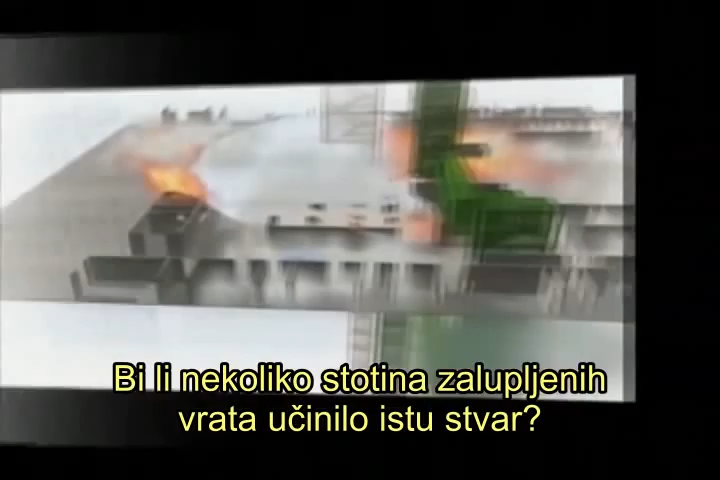 Bi li nekoliko stotina zalupljenih
vrata učinilo istu stvar?